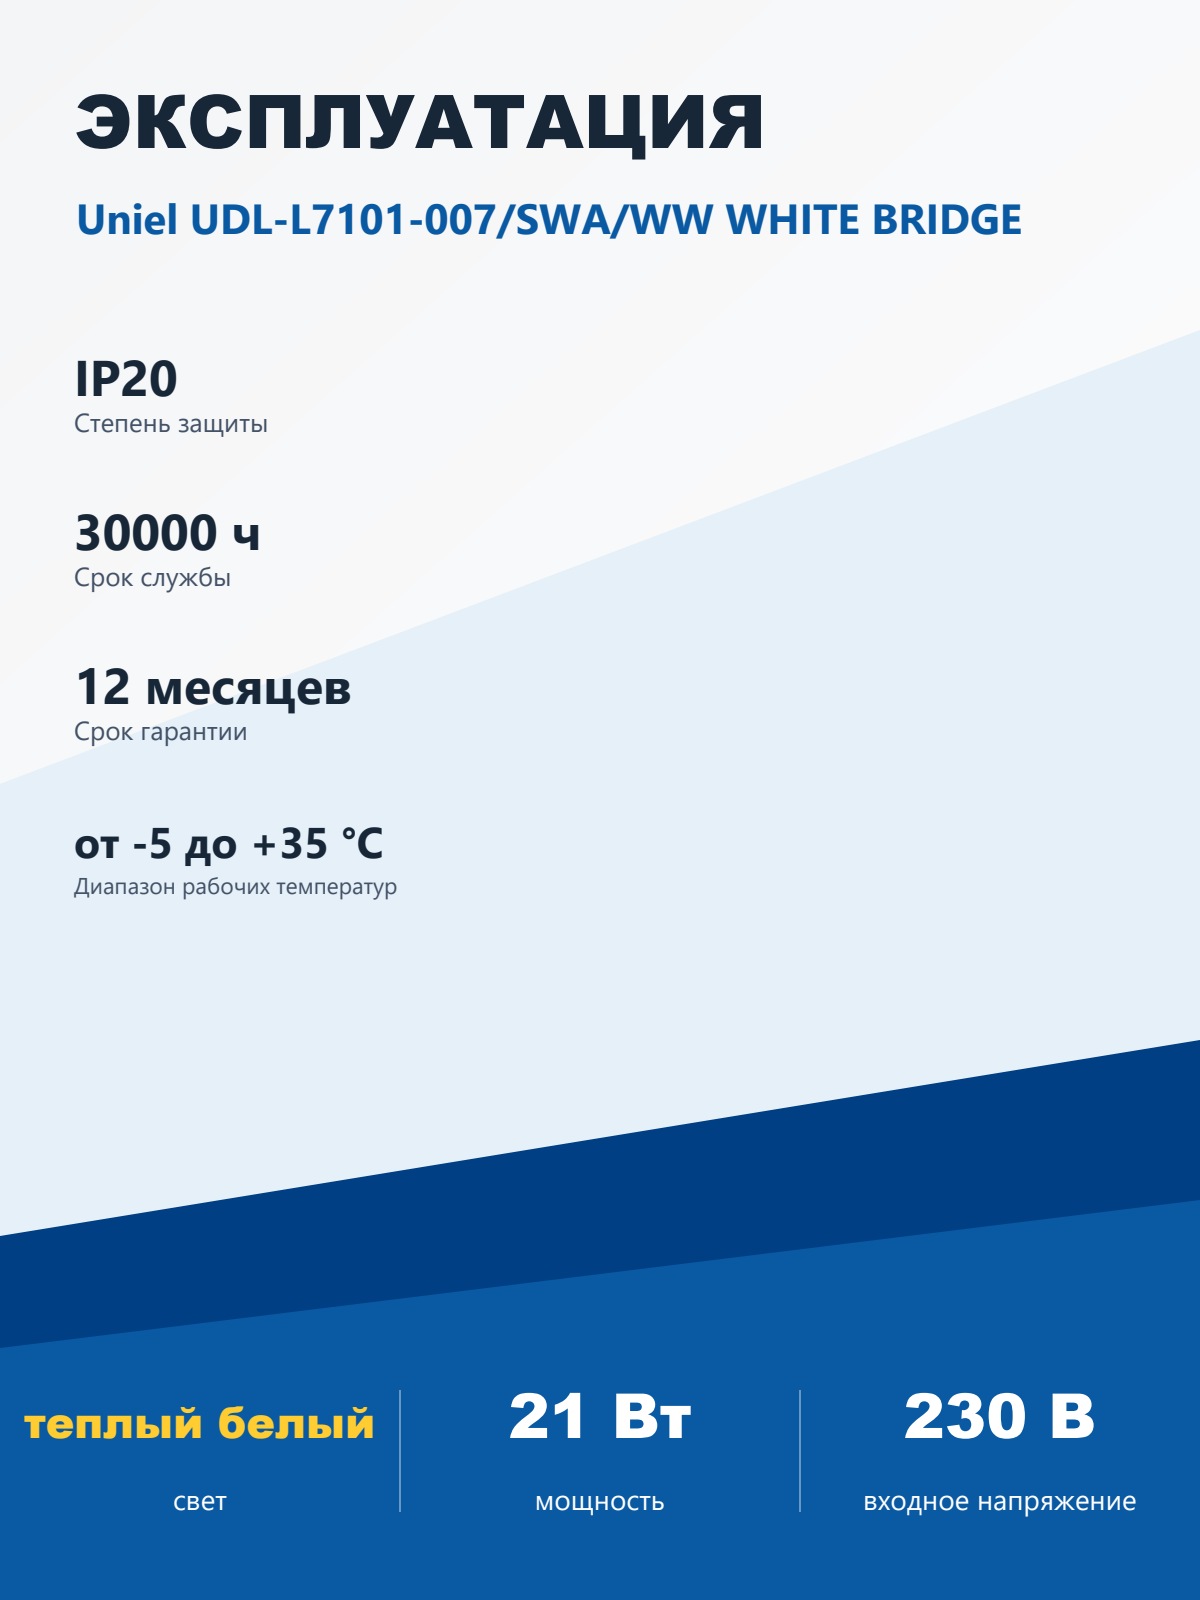 ЭКСПЛУАТАЦИЯ
Uniel UDL-L7101-007/SWA/WW WHITE BRIDGE
IP20
Степень защиты
30000 ч
Срок службы
12 месяцев
Срок гарантии
от -5 до +35 °C
Диапазон рабочих температур
теплый белый
свет
21 Вт
мощность
230 В
входное напряжение